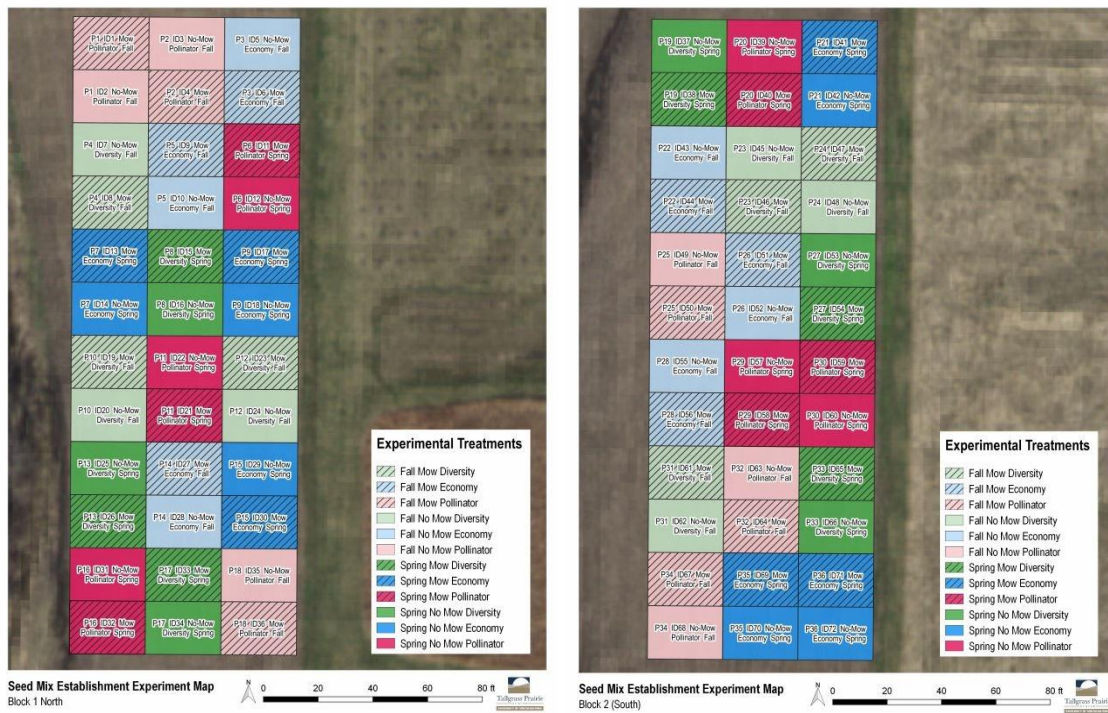 P1 ID1 Mow
Pollinator Fall
P2 ID3 No-Mow
Pollinator Fall
P3 ID5 No-Mow
Economy Fall
P1 ID2 No-Mow
Pollinator Fall
P2 ID4 Mow
Pollinator Fall
P3 ID6 Mow
Economy Fall
P4 ID7 No-Mow
Diversity Fall
P5 ID9 Mow
Economy Fall
P6 ID11 Mow
Pollinator Spring
P4 ID8 Mow
Diversity Fall
P5 ID10 No-Mow
Economy Fall
P6 ID12 No-Mow
Pollinator Spring
P7 ID13 Mow
Economy Spring
P8 ID15 Mow
Diversity Spring
P9 ID17 Mow
Economy Spring
P7 ID14 No-Mow
Economy Spring
P8 ID16 No-Mow
Diversity Spring
P9 ID18 No-Mow
Economy Spring
P10 ID19 Mow
Diversity Fall
P11 ID22 No-Mow
Pollinator Spring
P12 ID23 Mow
Diversity Fall
P10 ID20 No-Mow
Diversity Fall
P11 ID21 Mow
Pollinator Spring
P12 ID24 No-Mow
Diversity Fall
P13 ID25 No-Mow
Diversity Spring
P14 ID27 Mow
Economy Fall
P15 ID29 No-Mow
Economy Spring
P13 ID26 Mow
Diversity Spring
P14 ID28 No-Mow
Economy Fall
P15 ID30 Mow
Economy Spring
P16 ID31 No-Mow
Pollinator Spring
P17 ID33 Mow
Diversity Spring
P18 ID35 No-Mow
Pollinator Fall
P16 ID32 Mow
Pollinator Spring
P17 ID34 No-Mow
Diversity Spring
P18 ID36 Mow
Pollinator Fall
Experimental Treatments
Fall Mow Diversity
Fall Mow Economy
Fall Mow Pollinator
Fall No Mow Diversity
Fall No Mow Economy
Fall No Mow Pollinator
Spring Mow Diversity
Spring Mow Economy
Spring Mow Pollinator
Spring No Mow Diversity
Spring No Mow Economy
Spring No Mow Pollinator
Seed Mix Establishment Experiment Map
Block 1 North
N
0 20 40 60 80 ft
Tallgrass Prairie
P19 ID37 No-Mow
Diversity Spring
P20 ID39 No-Mow
Pollinator Spring
P21 ID41 Mow
Economy Spring
P19 ID38 Mow
Diversity Spring
P20 ID40 Mow
Pollinator Spring
P21 ID42 No-Mow
Economy Spring
P22 ID43 No-Mow
Economy Fall
P23 ID45 No-Mow
Diversity Fall
P24 ID47 Mow
Diversity Fall
P22 ID44 Mow
Economy Fall
P23 ID46 Mow
Diversity Fall
P24 ID48 No-Mow
Diversity Fall
P25 ID49 No-Mow
Pollinator Fall
P26 ID51 Mow
Economy Fall
P27 ID53 No-Mow
Diversity Spring
P25 ID50 Mow
Pollinator Fall
P26 ID52 No-Mow
Economy Fall
P27 ID54 Mow
Diversity Spring
P28 ID55 No-Mow
Economy Fall
P29 ID57 No-Mow
Pollinator Spring
P30 ID59 Mow
Pollinator Spring
P28 ID56 Mow
Economy Fall
P29 ID58 Mow
Pollinator Spring
P30 ID60 No-Mow
Pollinator Spring
P31 ID61 Mow
Diversity Fall
P32 ID63 No-Mow
Pollinator Fall
P33 ID65 Mow
Diversity Spring
P31 ID62 No-Mow
Diversity Fall
P32 ID64 Mow
Pollinator Fall
P33 ID66 No-Mow
Diversity Spring
P34 ID67 Mow
Pollinator Fall
P35 ID69 Mow
Economy Spring
P36 ID71 Mow
Economy Spring
P34 ID68 No-Mow
Pollinator Fall
P35 ID70 No-Mow
Economy Spring
P36 ID72 No-Mow
Economy Spring
Experimental Treatments
Fall Mow Diversity
Fall Mow Economy
Fall Mow Pollinator
Fall No Mow Diversity
Fall No Mow Economy
Fall No Mow Pollinator
Spring Mow Diversity
Spring Mow Economy
Spring Mow Pollinator
Spring No Mow Diversity
Spring No Mow Economy
Spring No Mow Pollinator
Seed Mix Establishment Experiment Map
Block 2 (South)
N
0 20 40 60 80 ft
Tallgrass Prairie